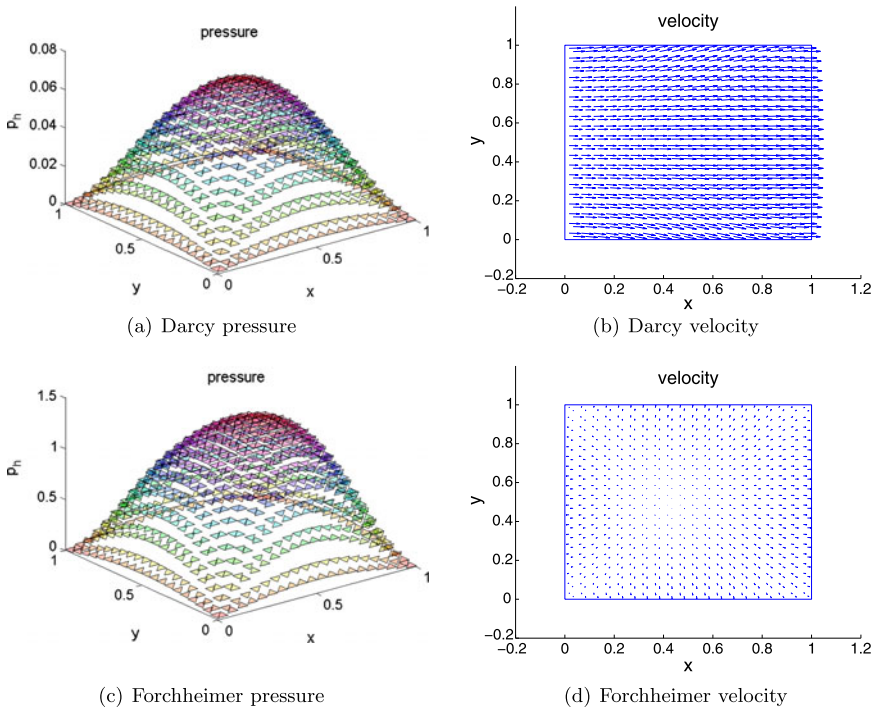 pressure
0.08
0.06
0.04
0.02
0
p_h
1
0.5
0
y
0
0.5
1
x
(a) Darcy pressure
velocity
1
0.8
0.6
0.4
0.2
0
−0.2
y
−0.2 0 0.2 0.4 0.6 0.8 1 1.2
x
(b) Darcy velocity
pressure
1.5
1
0.5
0
p_h
1
0.5
0
y
0
0.5
1
x
(c) Forchheimer pressure
velocity
1
0.8
0.6
0.4
0.2
0
−0.2
y
−0.2 0 0.2 0.4 0.6 0.8 1 1.2
x
(d) Forchheimer velocity